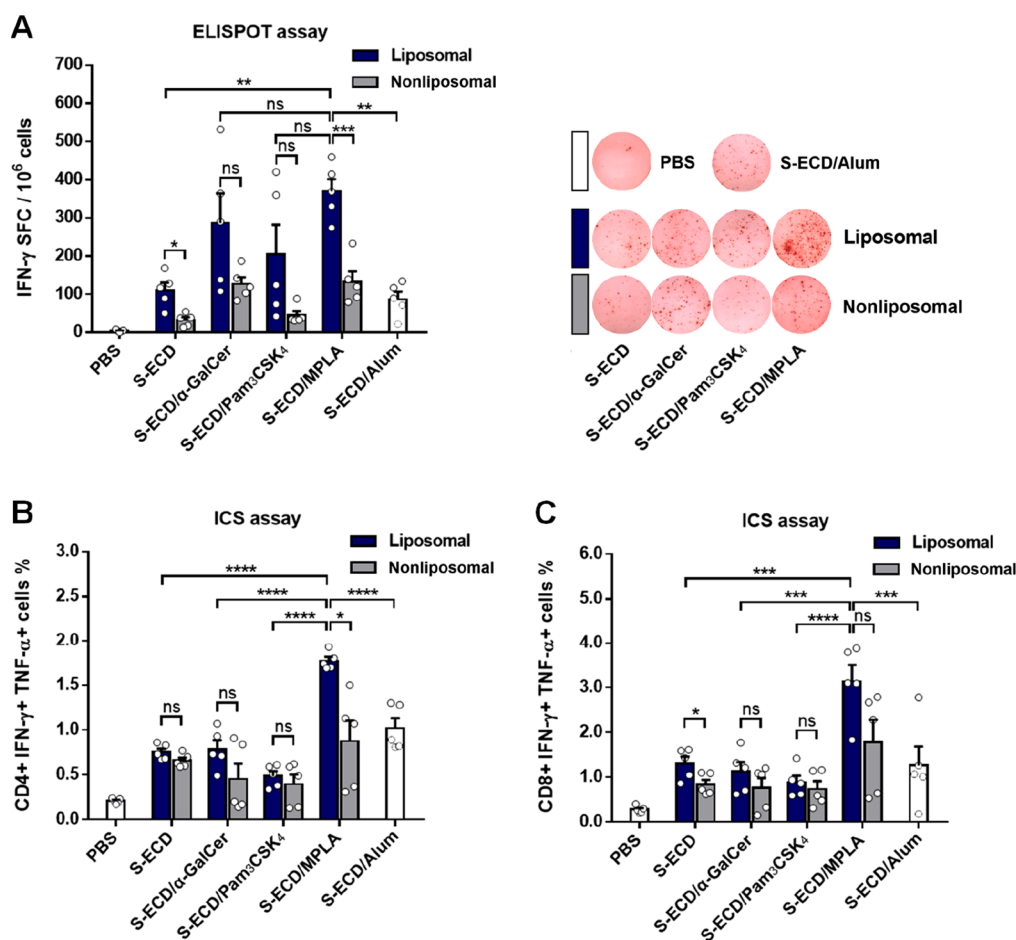 A
ELISPOT assay
Liposomal
Nonliposomal
IFN-γ SFC / 10⁶ cells
700
600
500
400
300
200
100
0
**
ns
**
ns
***
ns
ns
*
PBS
S-ECD
S-ECD/α-GalCer
S-ECD/Pam₃CSK₄
S-ECD/MPLA
S-ECD/Alum
PBS
S-ECD/Alum
Liposomal
Nonliposomal
S-ECD
S-ECD/α-GalCer
S-ECD/Pam₃CSK₄
S-ECD/MPLA
B
ICS assay
Liposomal
Nonliposomal
CD4+ IFN-γ+ TNF-α+ cells %
3.0
2.5
2.0
1.5
1.0
0.5
0.0
****
****
****
****
*
ns
ns
ns
PBS
S-ECD
S-ECD/α-GalCer
S-ECD/Pam₃CSK₄
S-ECD/MPLA
S-ECD/Alum
C
ICS assay
Liposomal
Nonliposomal
CD8+ IFN-γ+ TNF-α+ cells %
6.0
5.0
4.0
3.0
2.0
1.0
0.0
***
***
***
****
ns
*
ns
ns
PBS
S-ECD
S-ECD/α-GalCer
S-ECD/Pam₃CSK₄
S-ECD/MPLA
S-ECD/Alum